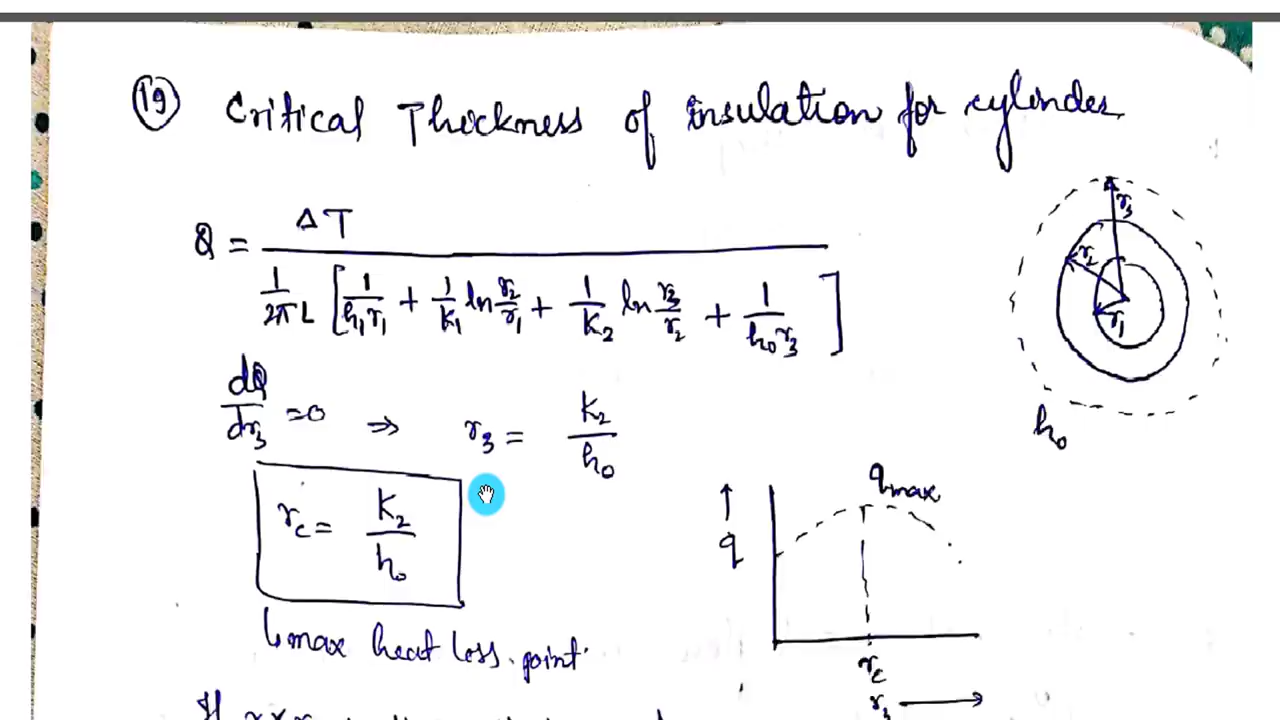 19 Critical Thickness of insulation for cylinder
r3
r2
r1
h0
Q = ΔT / 1/2πL [ 1/h1r1 + 1/K1 ln r2/r1 + 1/K2 ln r3/r2 + 1/h0r3 ]
dQ/dr3 = 0 ⇒ r3 = K2/h0
rc = K2/h0
↳ max heat loss point.
qmax
↑ q
rc
r3 →